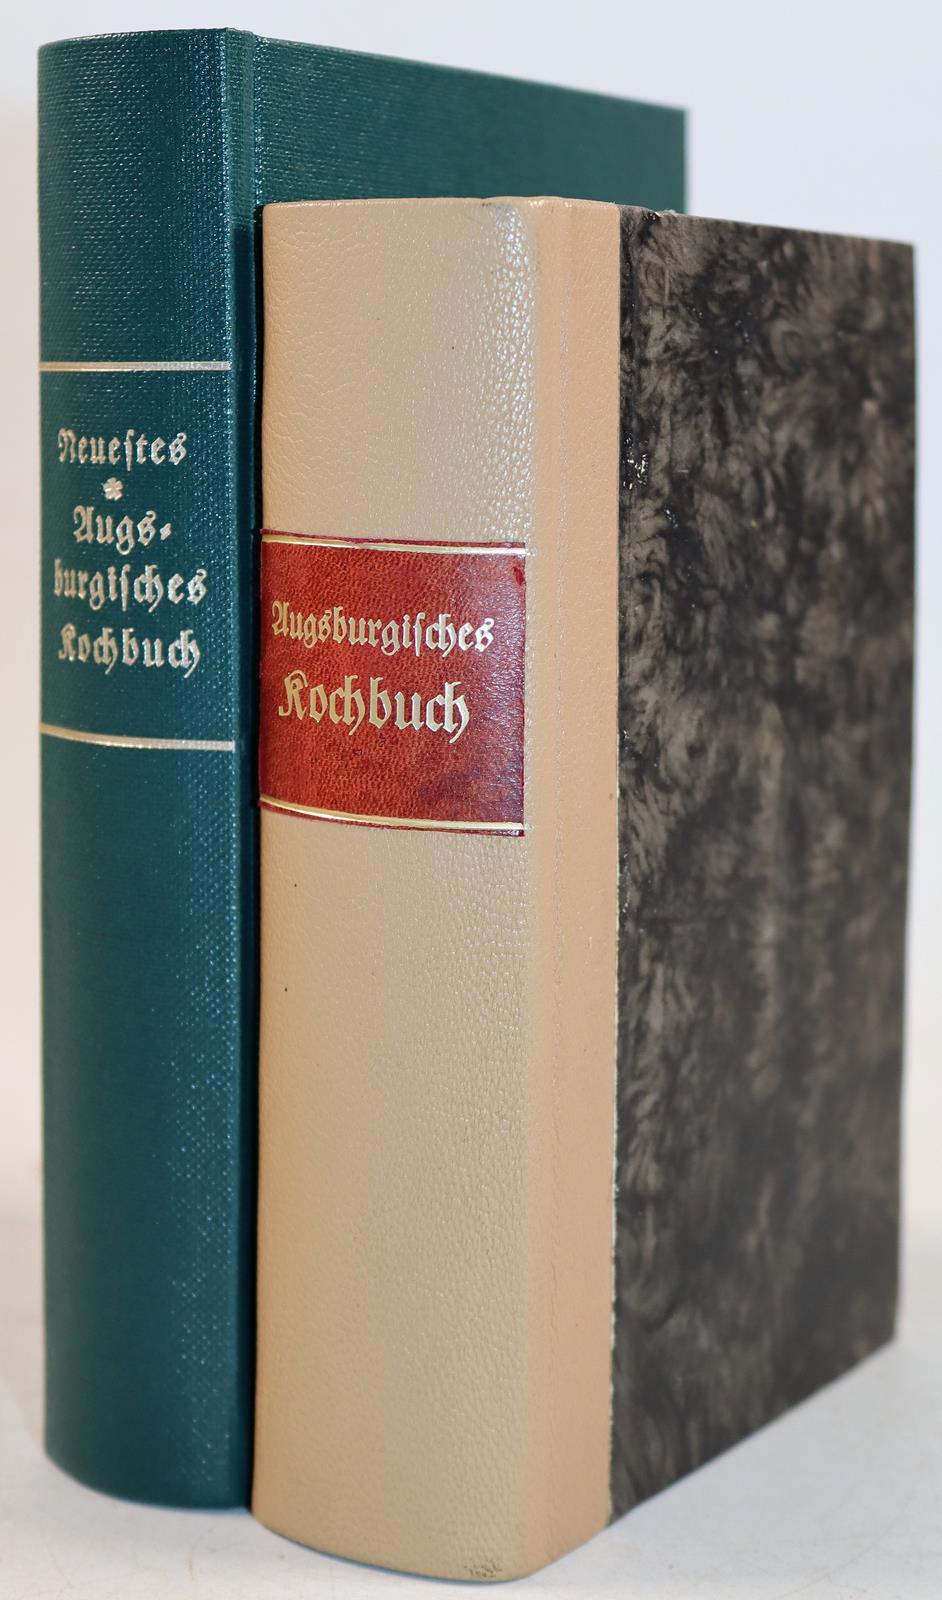 Neueſtes
*
Augs-
burgiſches
Kochbuch
Augsburgiſches
Kochbuch